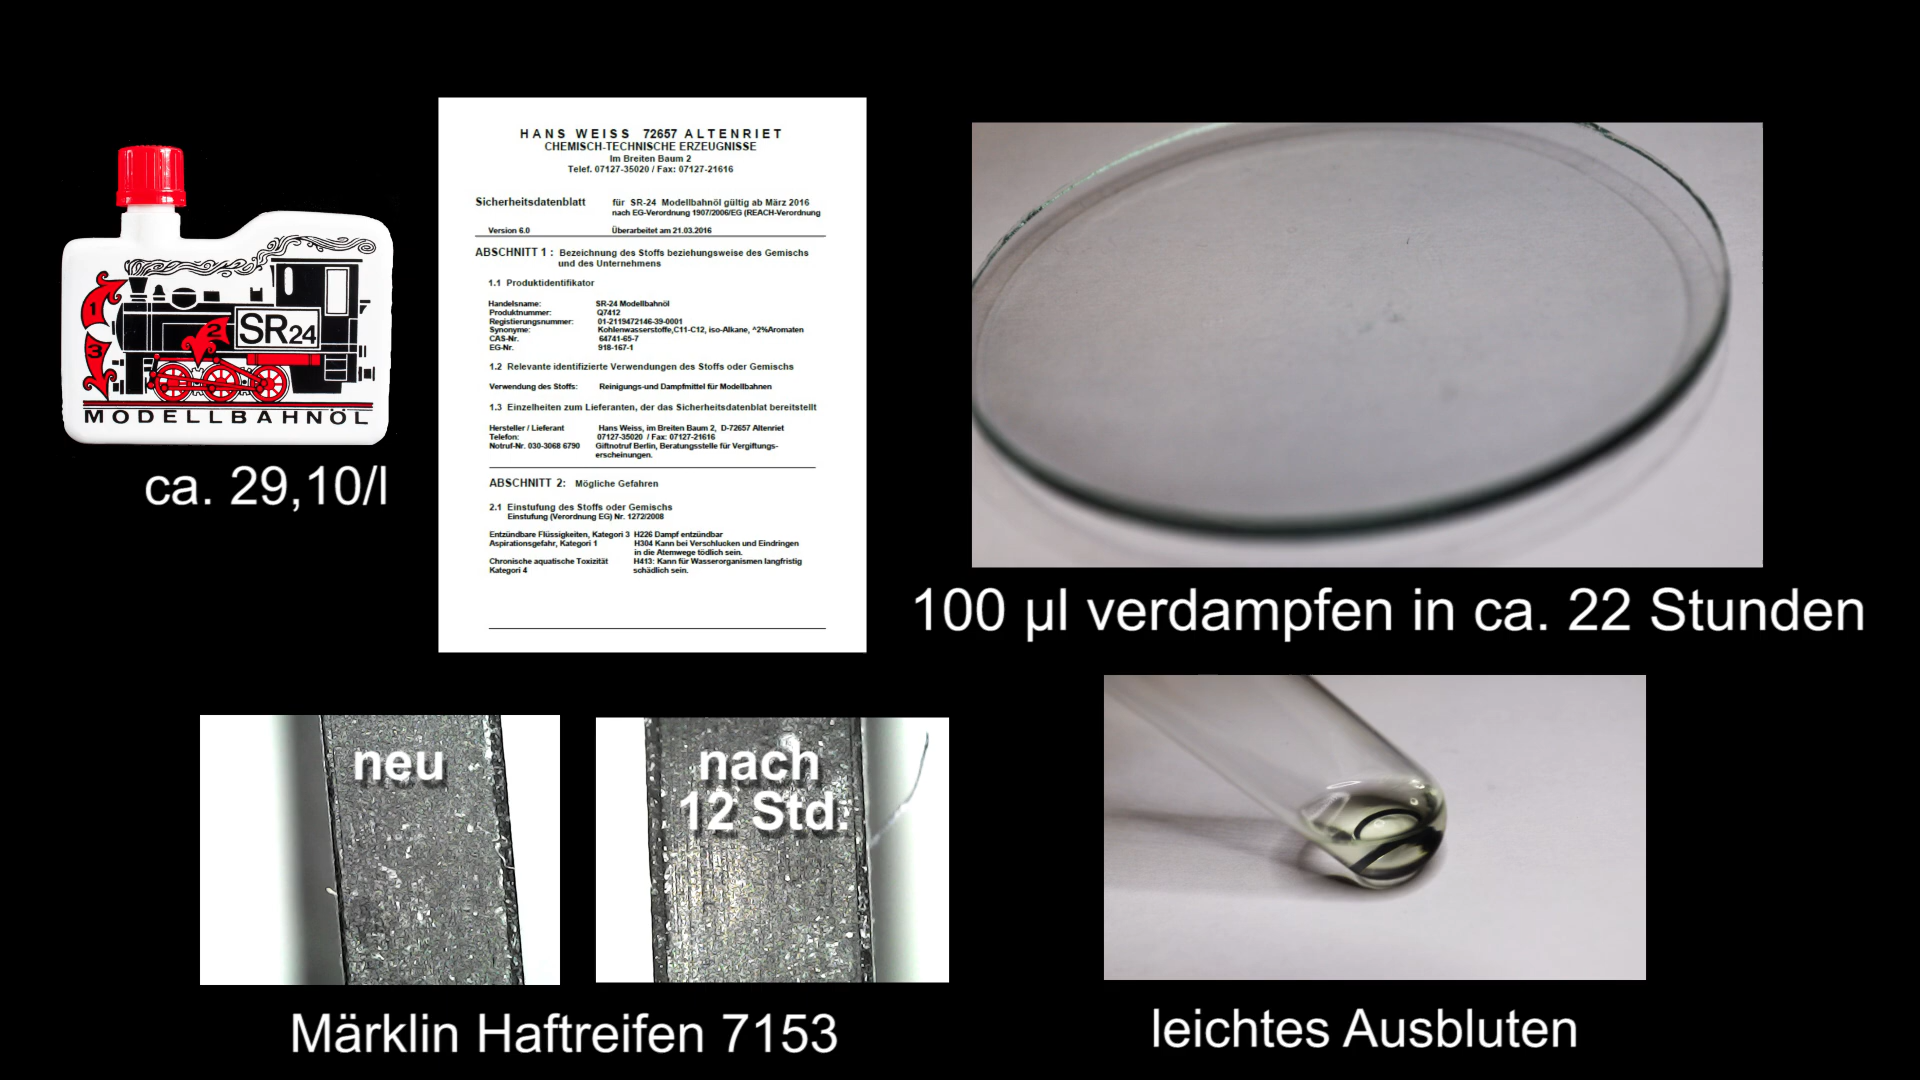 1
2
3
SR24
MODELLBAHNÖL
ca. 29,10/l
HANS WEISS 72657 ALTENRIET
CHEMISCH-TECHNISCHE ERZEUGNISSE
Im Breiten Baum 2
Telef. 07127-35020 / Fax: 07127-21616
Sicherheitsdatenblatt für SR-24 Modellbahnöl gültig ab März 2016
nach EG-Verordnung 1907/2006/EG (REACH-Verordnung
Version 6.0 Überarbeitet am 21.03.2016
ABSCHNITT 1 : Bezeichnung des Stoffs beziehungsweise des Gemischs
und des Unternehmens
1.1 Produktidentifikator
Handelsname: SR-24 Modellbahnöl
Produktnummer: Q7412
Registierungsnummer: 01-2119472146-39-0001
Synonyme: Kohlenwasserstoffe,C11-C12, iso-Alkane, ^2%Aromaten
CAS-Nr. 64741-65-7
EG-Nr. 918-167-1
1.2 Relevante identifizierte Verwendungen des Stoffs oder Gemischs
Verwendung des Stoffs: Reinigungs-und Dampfmittel für Modellbahnen
1.3 Einzelheiten zum Lieferanten, der das Sicherheitsdatenblat bereitstellt
Hersteller / Lieferant Hans Weiss, im Breiten Baum 2, D-72657 Altenriet
Telefon: 07127-35020 / Fax: 07127-21616
Notruf-Nr. 030-3068 6790 Giftnotruf Berlin, Beratungsstelle für Vergiftungs-
erscheinungen.
ABSCHNITT 2: Mögliche Gefahren
2.1 Einstufung des Stoffs oder Gemischs
Einstufung (Verordnung EG) Nr. 1272/2008
Entzündbare Flüssigkeiten, Kategori 3 H226 Dampf entzündbar
Aspirationsgefahr, Kategori 1 H304 Kann bei Verschlucken und Eindringen
in die Atemwege tödlich sein.
Chronische aquatische Toxizität H413: Kann für Wasserorganismen langfristig
Kategori 4 schädlich sein.
100 µl verdampfen in ca. 22 Stunden
neu
nach
12 Std.
Märklin Haftreifen 7153
leichtes Ausbluten